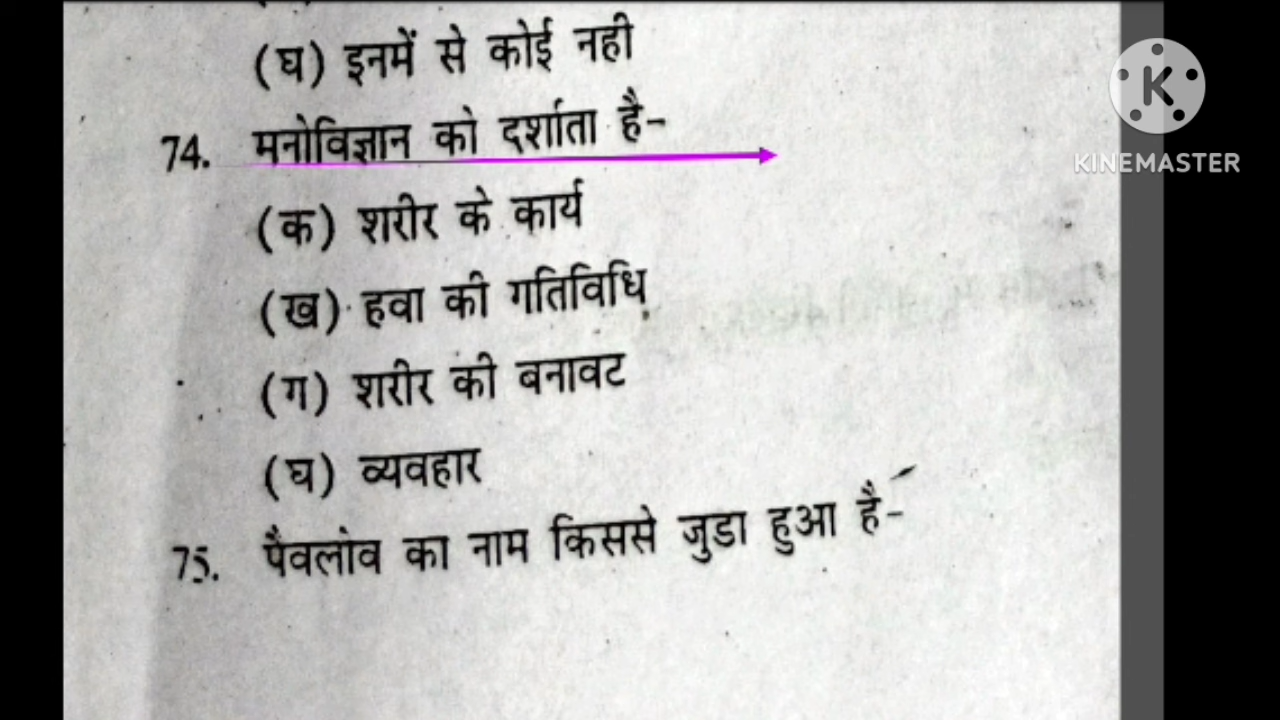 (घ) इनमें से कोई नही
74. मनोविज्ञान को दर्शाता है-
(क) शरीर के कार्य
(ख) हवा की गतिविधि
(ग) शरीर की बनावट
(घ) व्यवहार
75. पैवलोव का नाम किससे जुडा हुआ है-
K
KINEMASTER